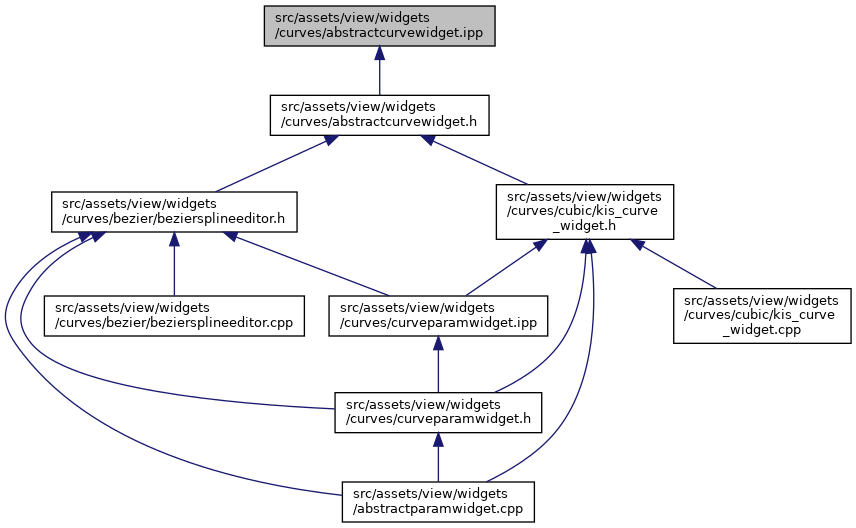 src/assets/view/widgets
/curves/abstractcurvewidget.ipp
src/assets/view/widgets
/curves/abstractcurvewidget.h
src/assets/view/widgets
/curves/bezier/beziersplineeditor.h
src/assets/view/widgets
/curves/cubic/kis_curve
_widget.h
src/assets/view/widgets
/curves/bezier/beziersplineeditor.cpp
src/assets/view/widgets
/curves/curveparamwidget.ipp
src/assets/view/widgets
/curves/cubic/kis_curve
_widget.cpp
src/assets/view/widgets
/curves/curveparamwidget.h
src/assets/view/widgets
/abstractparamwidget.cpp